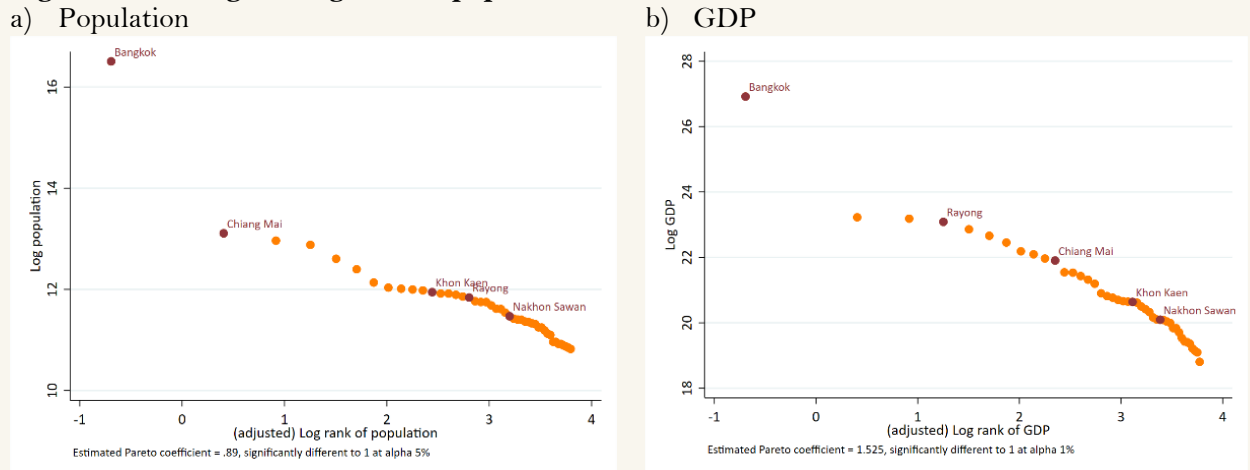 a) Population
Bangkok
16
14
12
10
Log population
Chiang Mai
Khon Kaen
Rayong
Nakhon Sawan
-1 0 1 2 3 4
(adjusted) Log rank of population
Estimated Pareto coefficient = .89, significantly different to 1 at alpha 5%
b) GDP
28
26
24
22
20
18
Log GDP
Bangkok
Rayong
Chiang Mai
Khon Kaen
Nakhon Sawan
-1 0 1 2 3 4
(adjusted) Log rank of GDP
Estimated Pareto coefficient = 1.525, significantly different to 1 at alpha 1%